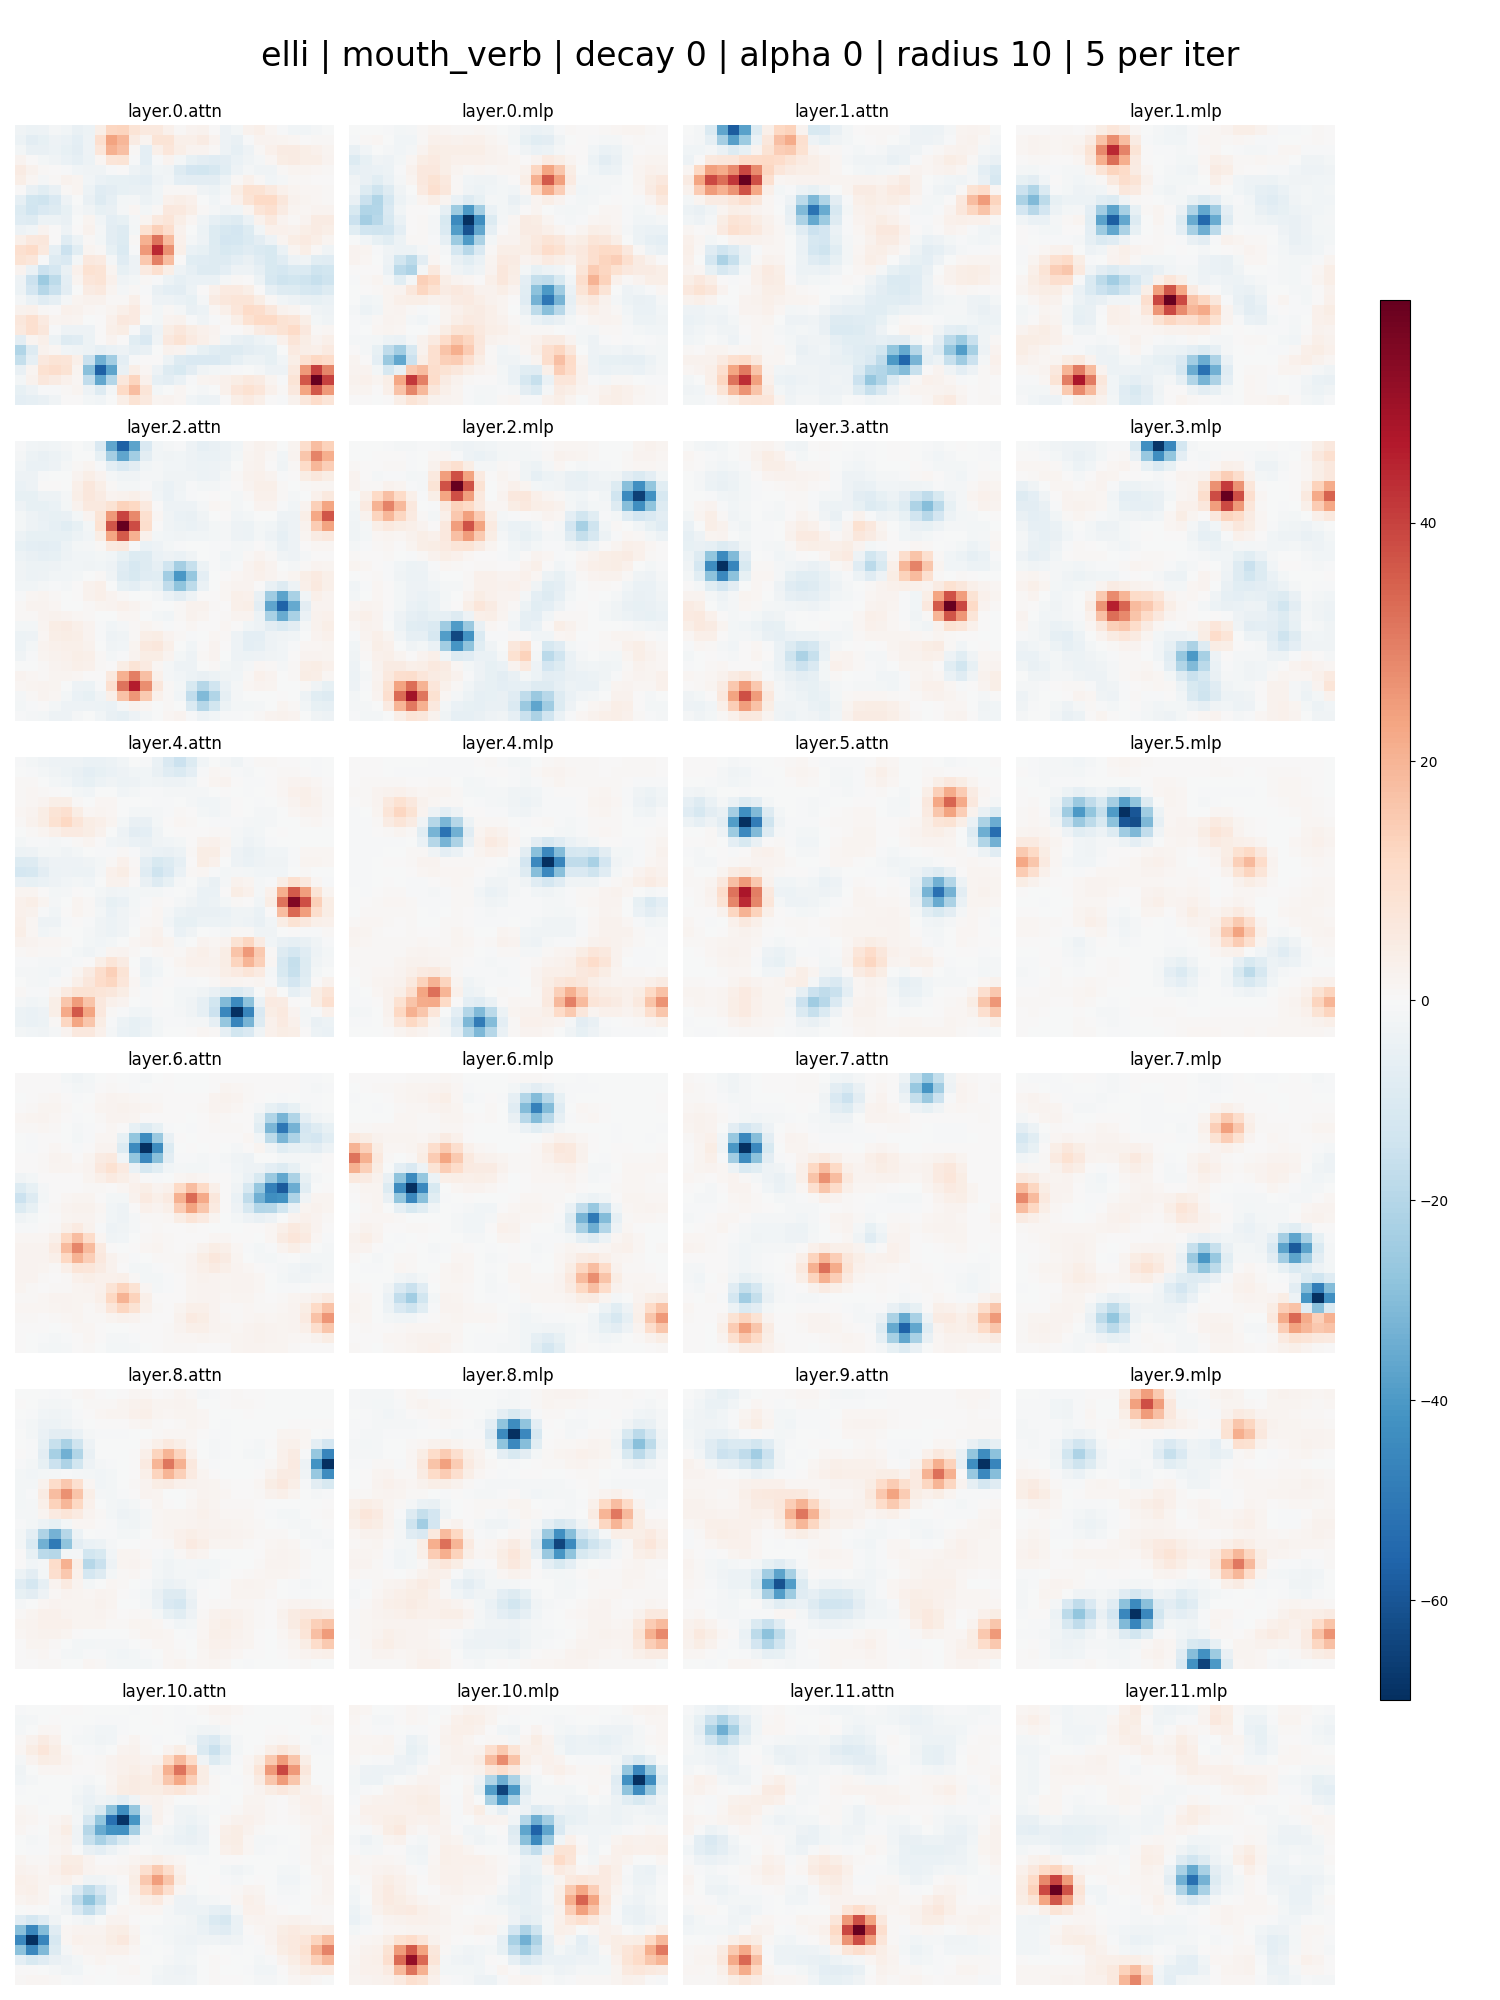 elli | mouth_verb | decay 0 | alpha 0 | radius 10 | 5 per iter
layer.0.attn layer.0.mlp layer.1.attn layer.1.mlp
layer.2.attn layer.2.mlp layer.3.attn layer.3.mlp
40
layer.4.attn layer.4.mlp layer.5.attn layer.5.mlp
20
0
layer.6.attn layer.6.mlp layer.7.attn layer.7.mlp
−20
layer.8.attn layer.8.mlp layer.9.attn layer.9.mlp
−40
−60
layer.10.attn layer.10.mlp layer.11.attn layer.11.mlp